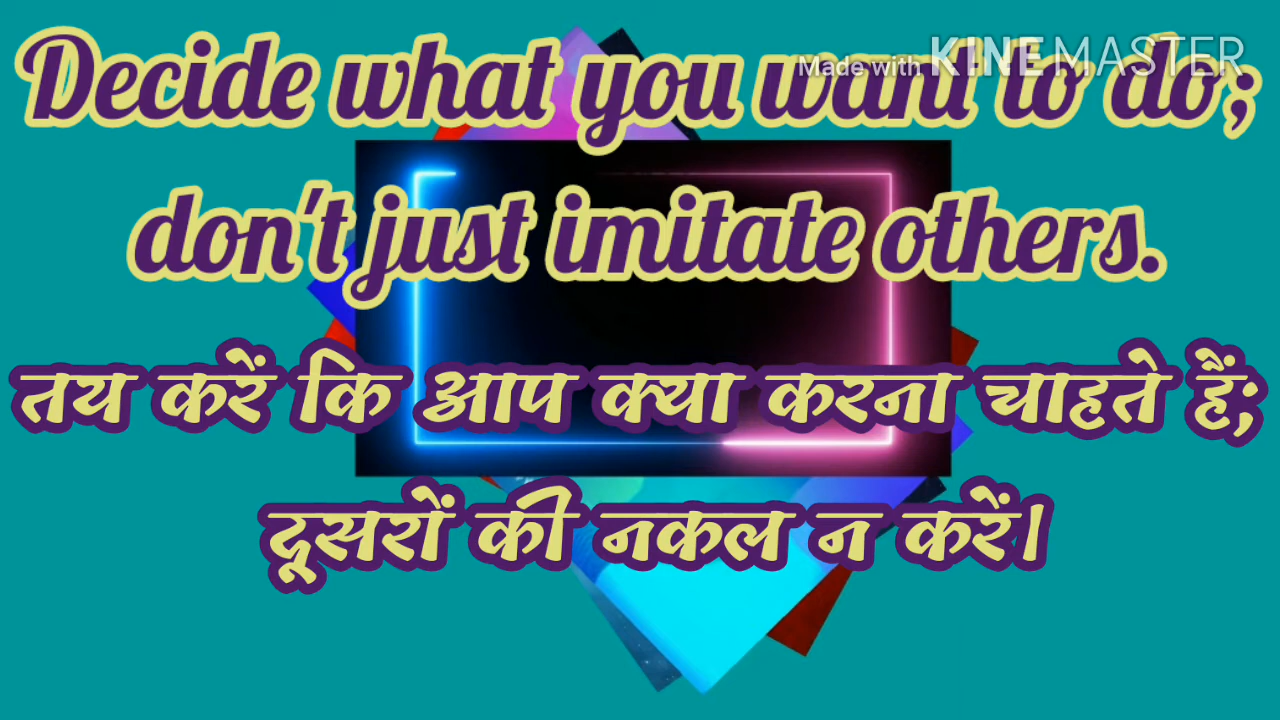 Made with KINEMASTER
Decide what you want to do;
don't just imitate others.
तय करें कि आप क्या करना चाहते हैं;
दूसरों की नकल न करें।